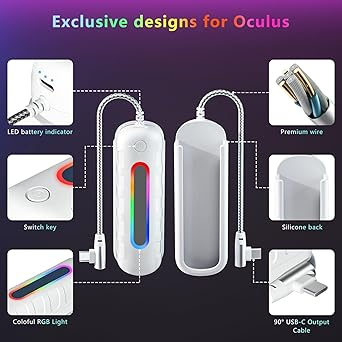 Exclusive designs for Oculus
LED battery indicator
Premium wire
Switch key
Silicone back
Coloful RGB Light
90° USB-C Output
Cable